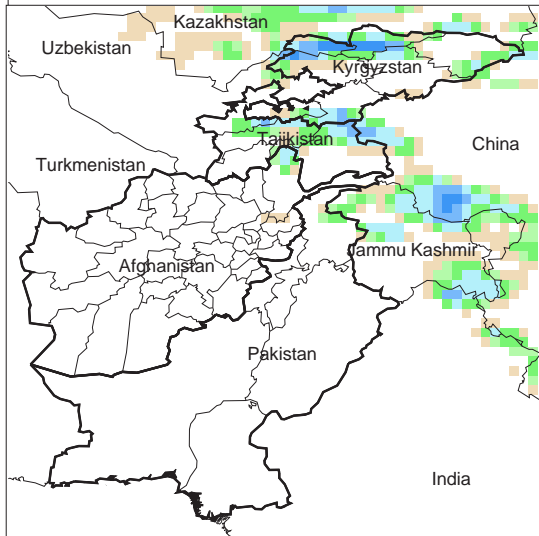 Kazakhstan
Uzbekistan
Kyrgyzstan
Tajikistan
China
Turkmenistan
Jammu Kashmir
Afghanistan
Pakistan
India